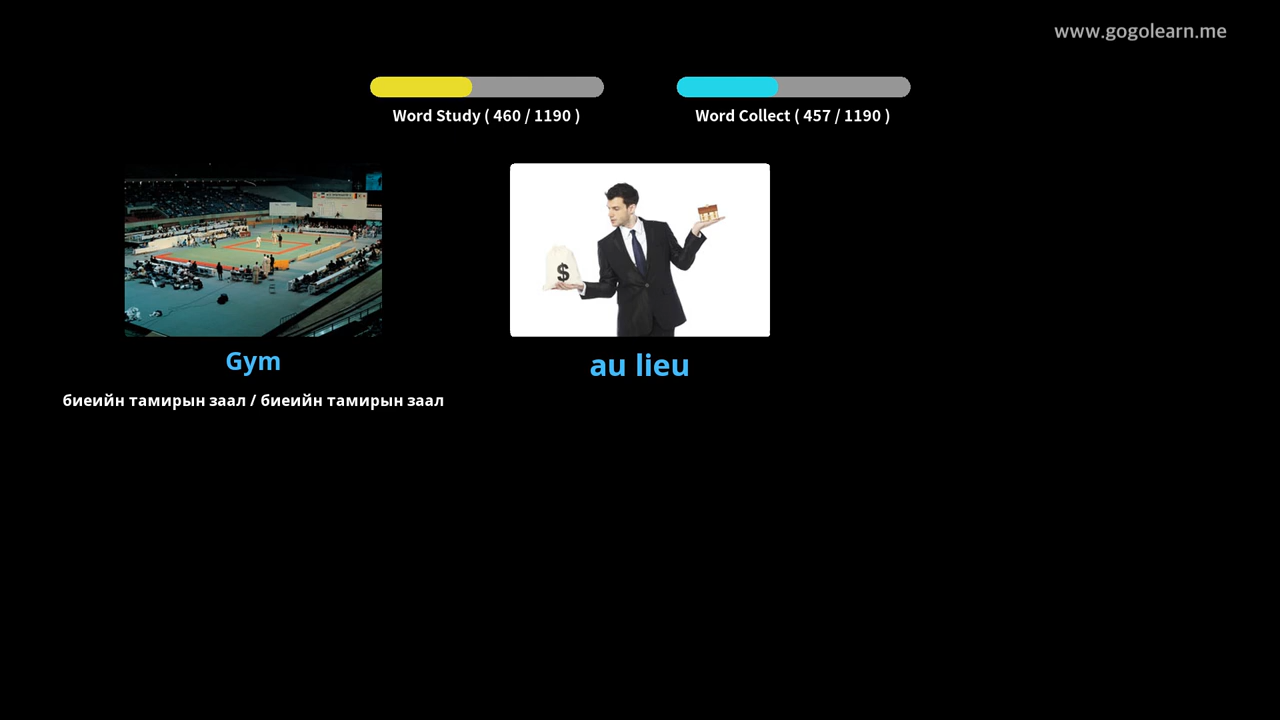 www.gogolearn.me
Word Study ( 460 / 1190 )
Word Collect ( 457 / 1190 )
$
Gym
au lieu
биеийн тамирын заал / биеийн тамирын заал